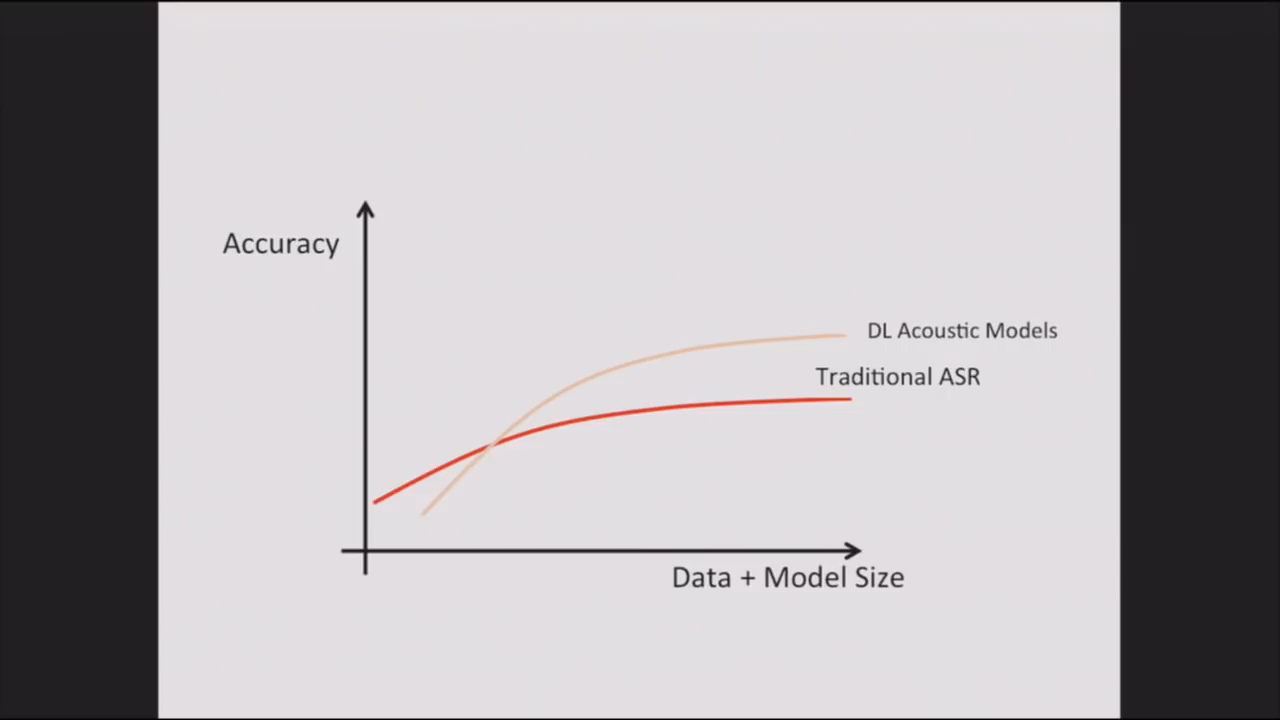 Accuracy
DL Acoustic Models
Traditional ASR
Data + Model Size